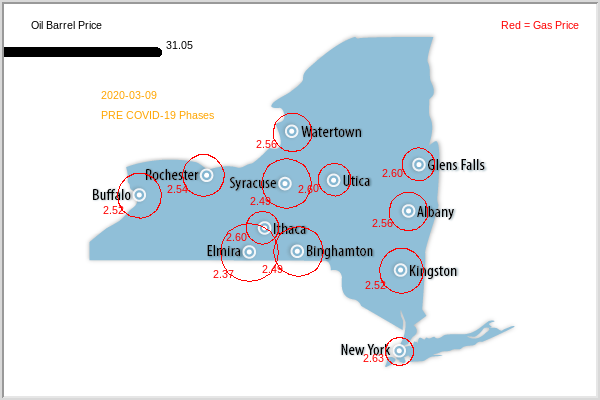 Oil Barrel Price
Red = Gas Price
31.05
2020-03-09
PRE COVID-19 Phases
Watertown
2.56
Glens Falls
2.60
Rochester
2.54
Syracuse
2.49
Utica
2.60
Buffalo
2.52
Albany
2.56
Ithaca
2.60
Elmira
2.37
Binghamton
2.49
Kingston
2.52
New York
2.63